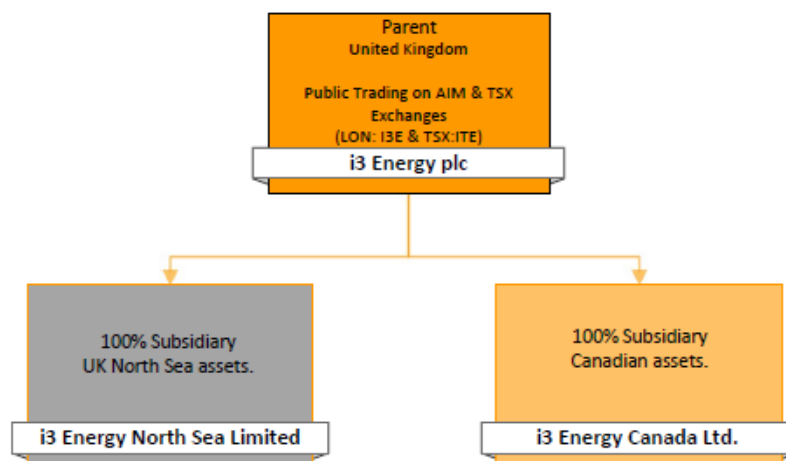 Parent
United Kingdom
Public Trading on AIM & TSX
Exchanges
(LON: I3E & TSX:ITE)
i3 Energy plc
100% Subsidiary
UK North Sea assets.
i3 Energy North Sea Limited
100% Subsidiary
Canadian assets.
i3 Energy Canada Ltd.